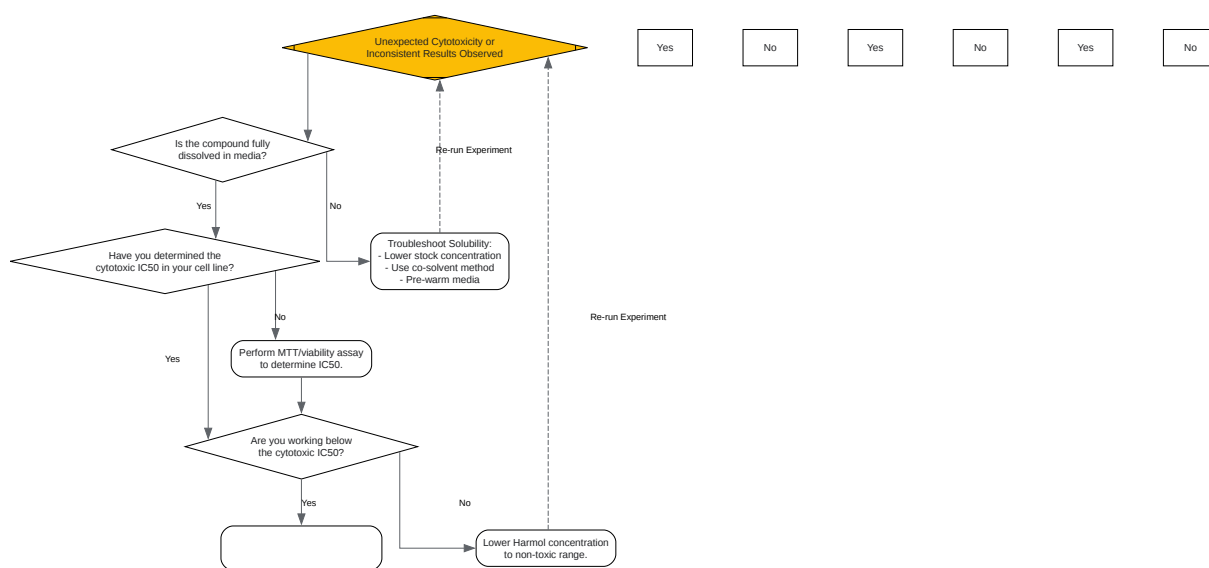 Unexpected Cytotoxicity or
Inconsistent Results Observed
Yes
No
Yes
No
Yes
No
Is the compound fully
dissolved in media?
Re-run Experiment
Yes
No
Troubleshoot Solubility:
- Lower stock concentration
- Use co-solvent method
- Pre-warm media
Have you determined the
cytotoxic IC50 in your cell line?
No
Re-run Experiment
Yes
Perform MTT/viability assay
to determine IC50.
Are you working below
the cytotoxic IC50?
Yes
No
Lower Harmol concentration
to non-toxic range.